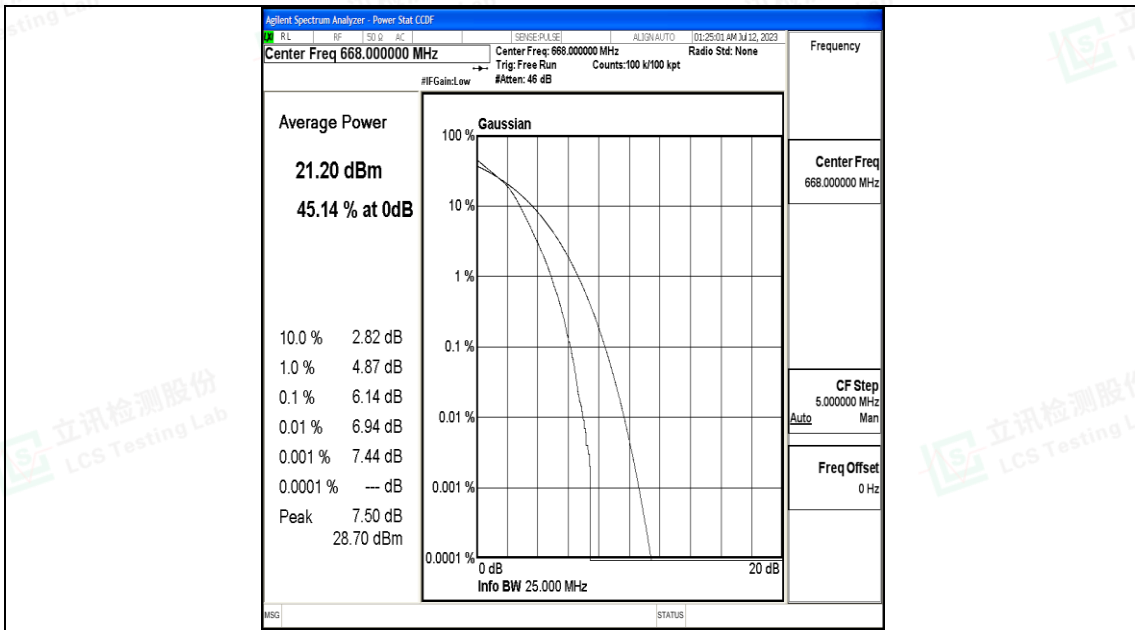 Agilent Spectrum Analyzer - Power Stat CCDF
LXI RL RF 50 Ω AC SENSE:PULSE ALIGN AUTO 01:25:01 AM Jul 12, 2023
Center Freq 668.000000 MHz
Center Freq: 668.000000 MHz Radio Std: None
Trig: Free Run Counts:100 k/100 kpt
#IFGain:Low #Atten: 46 dB
Frequency
Average Power
21.20 dBm
45.14 % at 0dB
10.0 % 2.82 dB
1.0 % 4.87 dB
0.1 % 6.14 dB
0.01 % 6.94 dB
0.001 % 7.44 dB
0.0001 % --- dB
Peak 7.50 dB
28.70 dBm
Gaussian
100 %
10 %
1 %
0.1 %
0.01 %
0.001 %
0.0001 %
0 dB 20 dB
Info BW 25.000 MHz
Center Freq
668.000000 MHz
CF Step
5.000000 MHz
Auto Man
Freq Offset
0 Hz
MSG STATUS
立讯检测股份
LCS Testing Lab
立讯检测股份
LCS Testing L